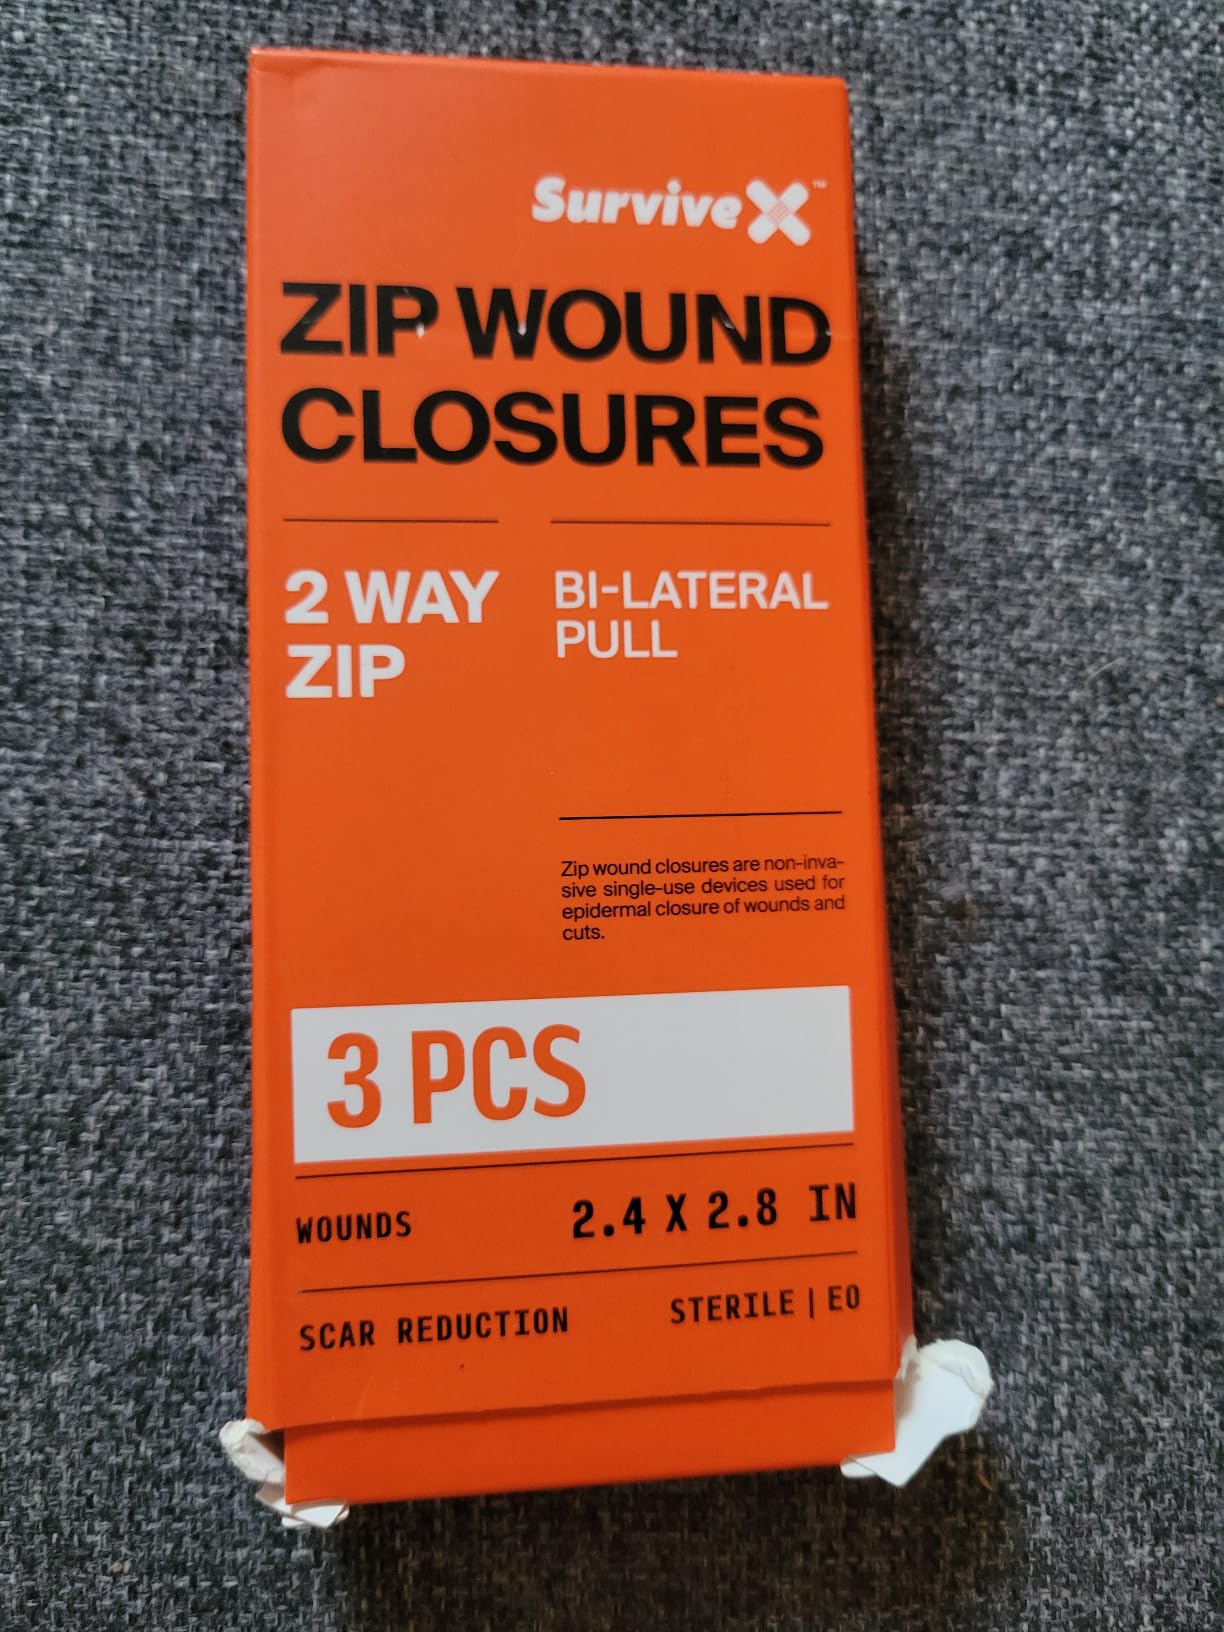 SurviveX™
ZIP WOUND
CLOSURES
2 WAY
ZIP
BI-LATERAL
PULL
Zip wound closures are non-inva-
sive single-use devices used for
epidermal closure of wounds and
cuts.
3 PCS
WOUNDS 2.4 X 2.8 IN
SCAR REDUCTION STERILE | EO